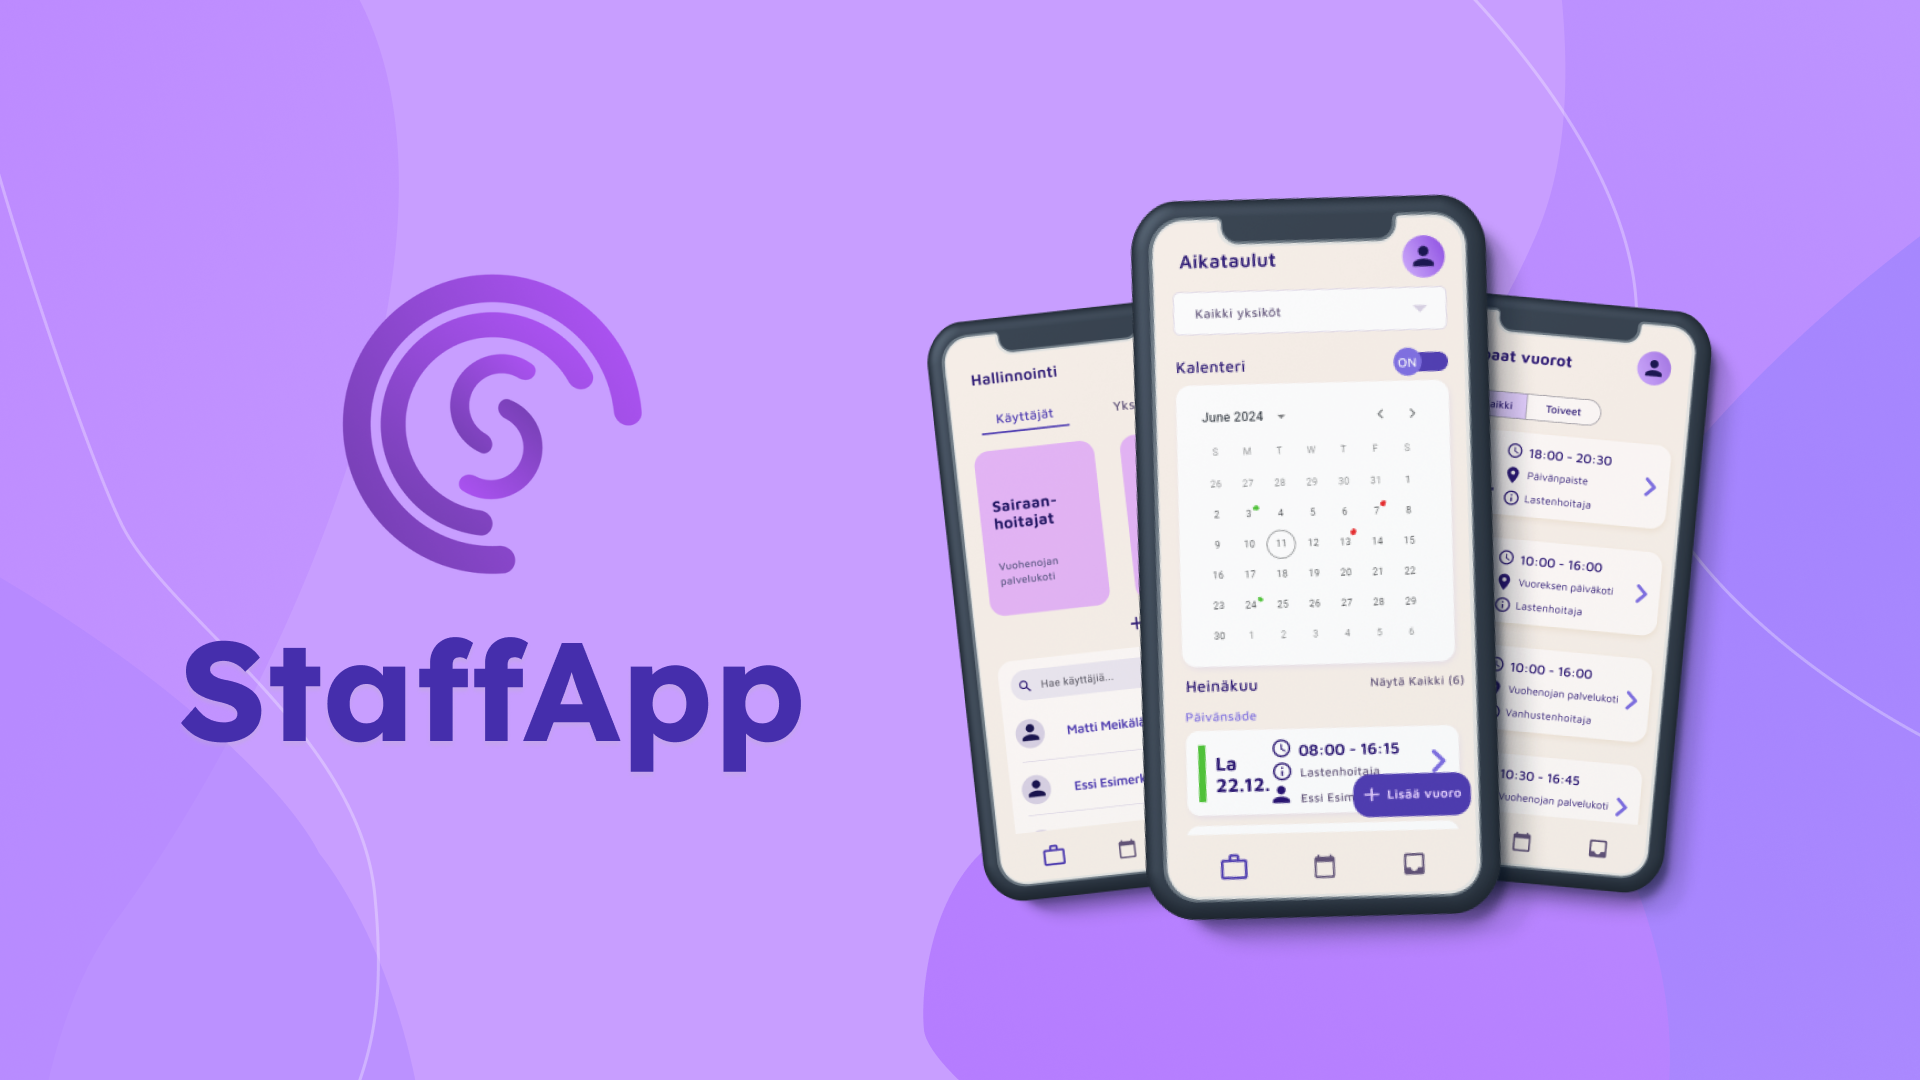 StaffApp
Hallinnointi
Käyttäjät
Sairaan-
hoitajat
Vuohenojan
palvelukoti
+
Hae käyttäjiä...
Matti
Essi
Aikataulut
Kaikki yksiköt
Kalenteri
ON
June 2024
S M T W T F S
26 27 28 29 30 31 1
2 3 4 5 6 7 8
9 10 11 12 13 14 15
16 17 18 19 20 21 22
23 24 25 26 27 28 29
30 1 2 3 4 5 6
Heinäkuu
Näytä Kaikki (6)
Päivänsäde
La
22.12.
08:00 - 16:15
Lastenhoitaja
Essi
+ Lisää vuoro
vuorot
Toiveet
18:00 - 20:30
Päivänpaiste
Lastenhoitaja
10:00 - 16:00
Vuoreksen päiväkoti
Lastenhoitaja
10:00 - 16:00
Vuohenojan palvelukoti
Vanhustenhoitaja
10:30 - 16:45
Vuohenojan palvelukoti